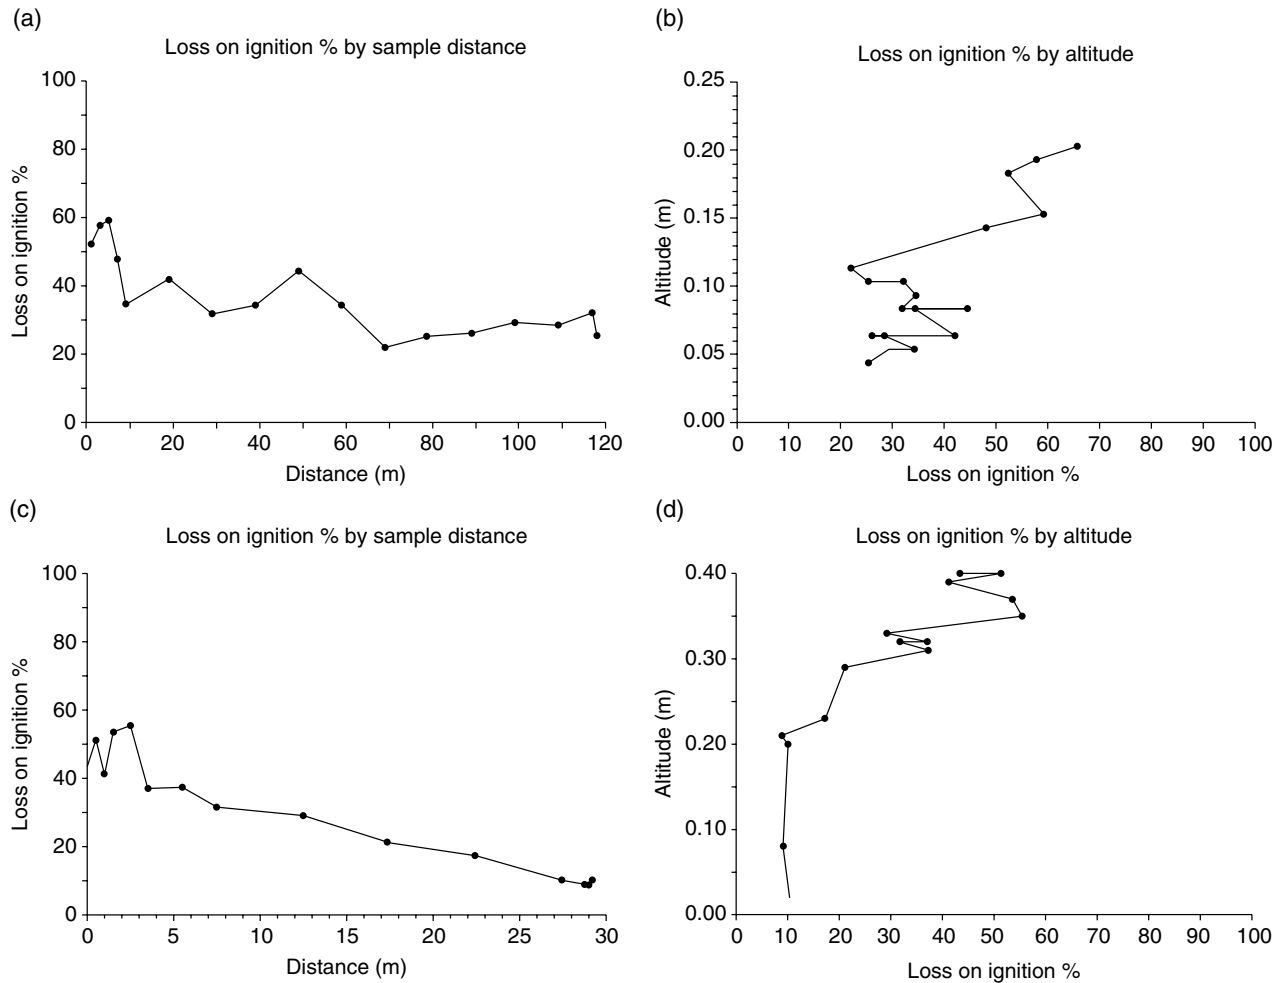 (a)
Loss on ignition % by sample distance
Loss on ignition %
100
80
60
40
20
0
0 20 40 60 80 100 120
Distance (m)
(b)
Loss on ignition % by altitude
Altitude (m)
0.25
0.20
0.15
0.10
0.05
0.00
0 10 20 30 40 50 60 70 80 90 100
Loss on ignition %
(c)
Loss on ignition % by sample distance
Loss on ignition %
100
80
60
40
20
0
0 5 10 15 20 25 30
Distance (m)
(d)
Loss on ignition % by altitude
Altitude (m)
0.40
0.30
0.20
0.10
0.00
0 10 20 30 40 50 60 70 80 90 100
Loss on ignition %